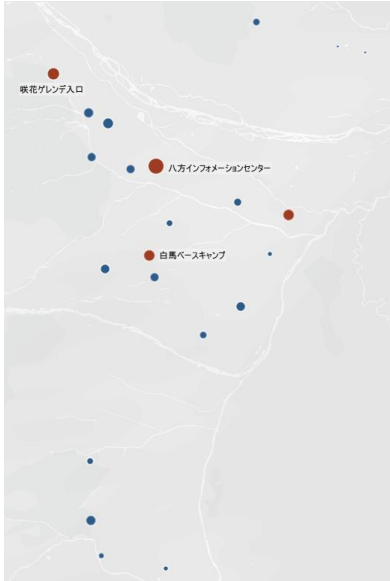 咲花ゲレンデ入口
八方インフォメーションセンター
白馬ベースキャンプ